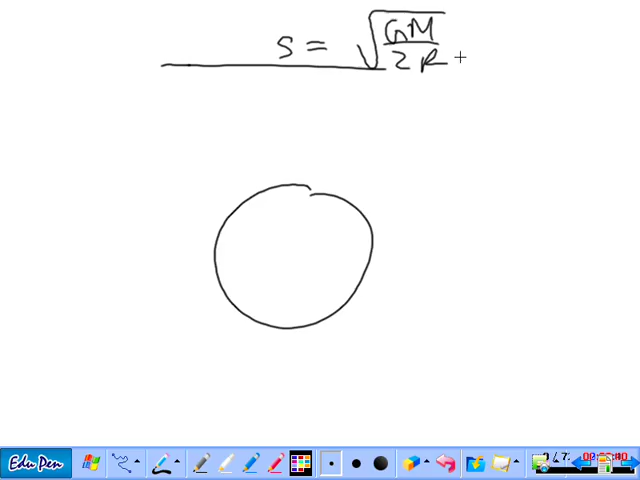 S = √(GM / 2R)
Edu Pen